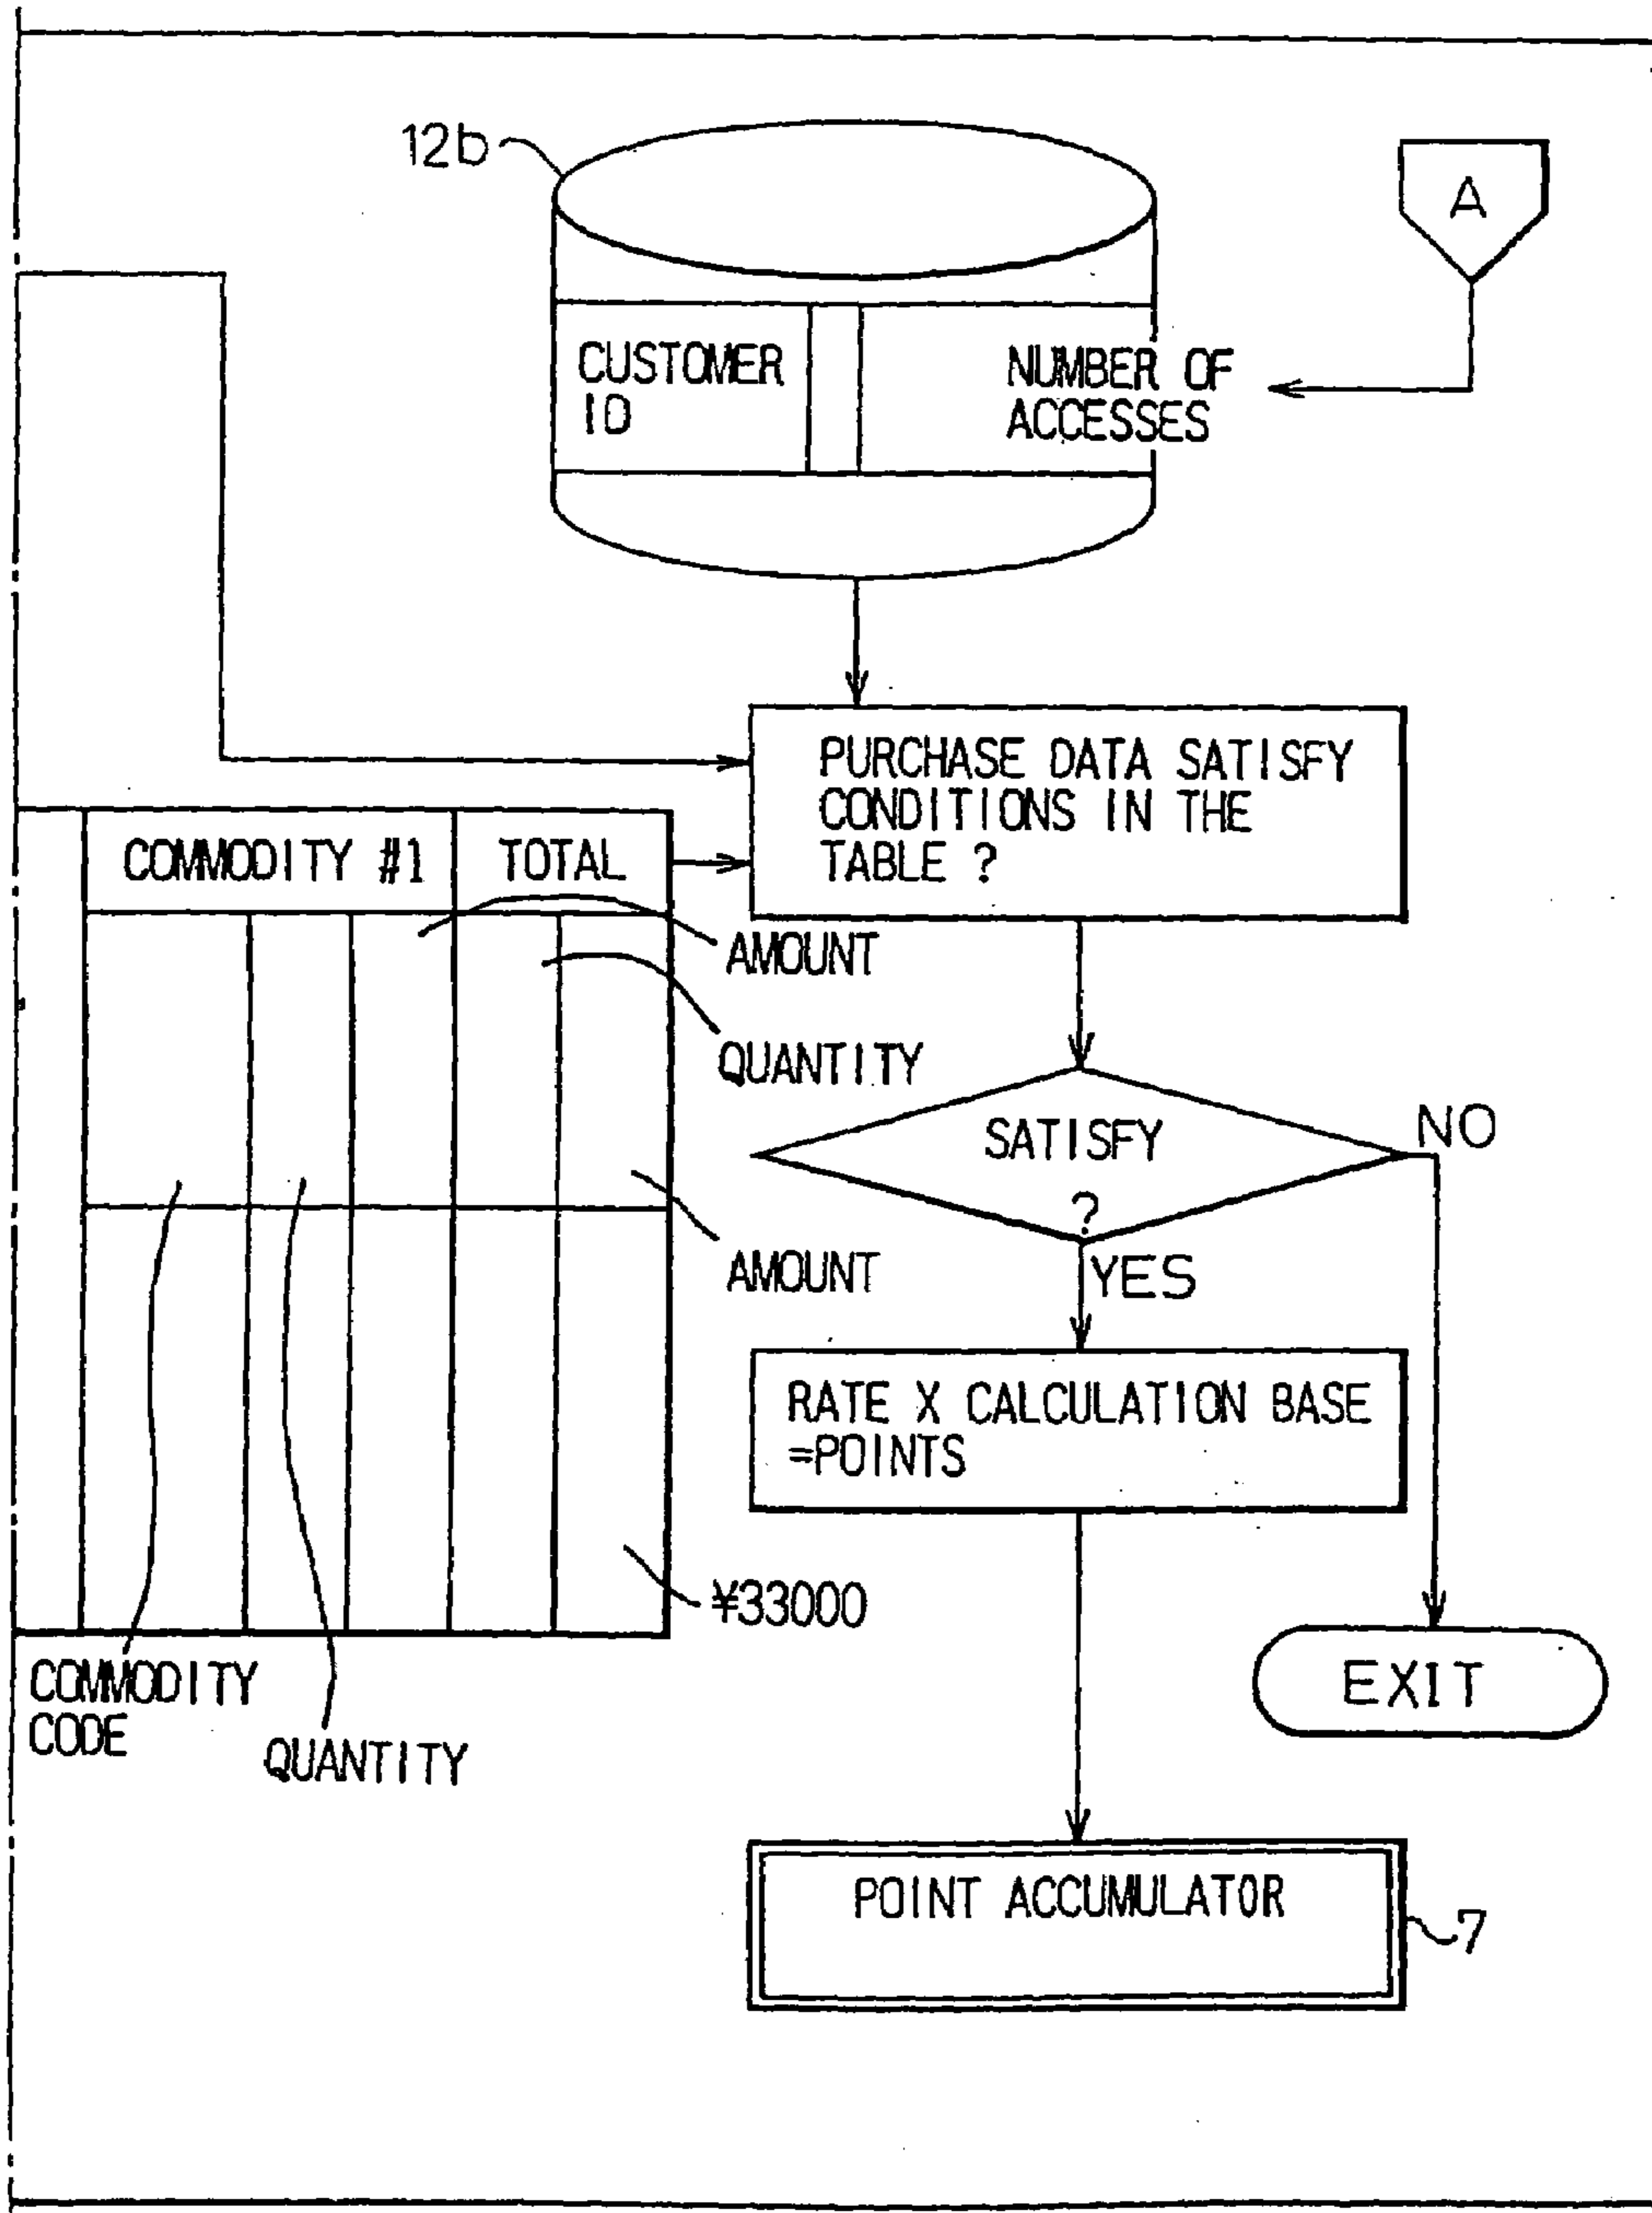 12b
A
CUSTOMER
ID
NUMBER OF
ACCESSES
PURCHASE DATA SATISFY
CONDITIONS IN THE
TABLE ?
COMMODITY #1
TOTAL
AMOUNT
QUANTITY
SATISFY
?
NO
AMOUNT
YES
RATE X CALCULATION BASE
=POINTS
¥33000
COMMODITY
CODE
QUANTITY
EXIT
POINT ACCUMULATOR
7